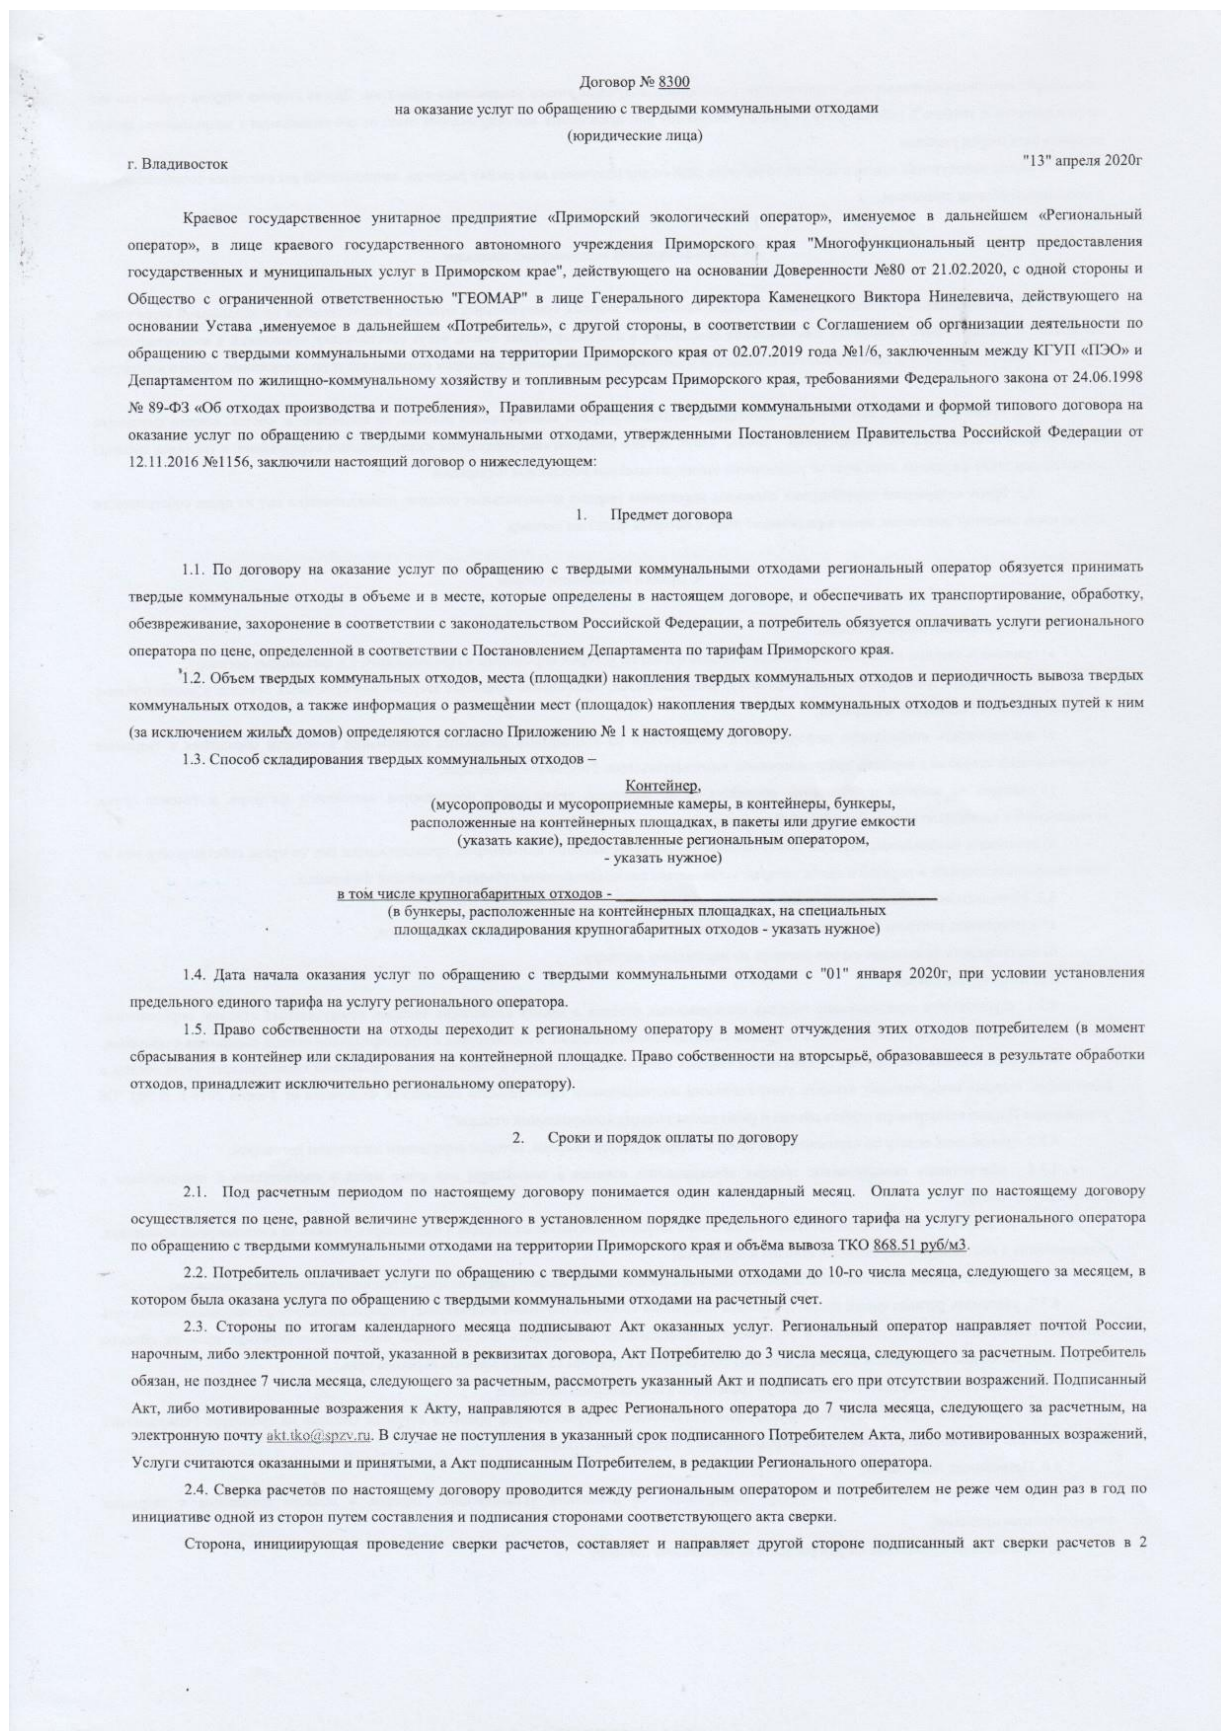 Договор № 8300
на оказание услуг по обращению с твердыми коммунальными отходами
(юридические лица)
г. Владивосток "13" апреля 2020г
Краевое государственное унитарное предприятие «Приморский экологический оператор», именуемое в дальнейшем «Региональный
оператор», в лице краевого государственного автономного учреждения Приморского края "Многофункциональный центр предоставления
государственных и муниципальных услуг в Приморском крае", действующего на основании Доверенности №80 от 21.02.2020, с одной стороны и
Общество с ограниченной ответственностью "ГЕОМАР" в лице Генерального директора Каменецкого Виктора Нинелевича, действующего на
основании Устава ,именуемое в дальнейшем «Потребитель», с другой стороны, в соответствии с Соглашением об организации деятельности по
обращению с твердыми коммунальными отходами на территории Приморского края от 02.07.2019 года №1/6, заключенным между КГУП «ПЭО» и
Департаментом по жилищно-коммунальному хозяйству и топливным ресурсам Приморского края, требованиями Федерального закона от 24.06.1998
№ 89-ФЗ «Об отходах производства и потребления», Правилами обращения с твердыми коммунальными отходами и формой типового договора на
оказание услуг по обращению с твердыми коммунальными отходами, утвержденными Постановлением Правительства Российской Федерации от
12.11.2016 №1156, заключили настоящий договор о нижеследующем:
1. Предмет договора
1.1. По договору на оказание услуг по обращению с твердыми коммунальными отходами региональный оператор обязуется принимать
твердые коммунальные отходы в объеме и в месте, которые определены в настоящем договоре, и обеспечивать их транспортирование, обработку,
обезвреживание, захоронение в соответствии с законодательством Российской Федерации, а потребитель обязуется оплачивать услуги регионального
оператора по цене, определенной в соответствии с Постановлением Департамента по тарифам Приморского края.
1.2. Объем твердых коммунальных отходов, места (площадки) накопления твердых коммунальных отходов и периодичность вывоза твердых
коммунальных отходов, а также информация о размещении мест (площадок) накопления твердых коммунальных отходов и подъездных путей к ним
(за исключением жилых домов) определяются согласно Приложению № 1 к настоящему договору.
1.3. Способ складирования твердых коммунальных отходов –
Контейнер,
(мусоропроводы и мусороприемные камеры, в контейнеры, бункеры,
расположенные на контейнерных площадках, в пакеты или другие емкости
(указать какие), предоставленные региональным оператором,
- указать нужное)
в том числе крупногабаритных отходов -
(в бункеры, расположенные на контейнерных площадках, на специальных
площадках складирования крупногабаритных отходов - указать нужное)
1.4. Дата начала оказания услуг по обращению с твердыми коммунальными отходами с "01" января 2020г, при условии установления
предельного единого тарифа на услугу регионального оператора.
1.5. Право собственности на отходы переходит к региональному оператору в момент отчуждения этих отходов потребителем (в момент
сбрасывания в контейнер или складирования на контейнерной площадке. Право собственности на вторсырьё, образовавшееся в результате обработки
отходов, принадлежит исключительно региональному оператору).
2. Сроки и порядок оплаты по договору
2.1. Под расчетным периодом по настоящему договору понимается один календарный месяц. Оплата услуг по настоящему договору
осуществляется по цене, равной величине утвержденного в установленном порядке предельного единого тарифа на услугу регионального оператора
по обращению с твердыми коммунальными отходами на территории Приморского края и объёма вывоза ТКО 868.51 руб/м3.
2.2. Потребитель оплачивает услуги по обращению с твердыми коммунальными отходами до 10-го числа месяца, следующего за месяцем, в
котором была оказана услуга по обращению с твердыми коммунальными отходами на расчетный счет.
2.3. Стороны по итогам календарного месяца подписывают Акт оказанных услуг. Региональный оператор направляет почтой России,
нарочным, либо электронной почтой, указанной в реквизитах договора, Акт Потребителю до 3 числа месяца, следующего за расчетным. Потребитель
обязан, не позднее 7 числа месяца, следующего за расчетным, рассмотреть указанный Акт и подписать его при отсутствии возражений. Подписанный
Акт, либо мотивированные возражения к Акту, направляются в адрес Регионального оператора до 7 числа месяца, следующего за расчетным, на
электронную почту akt.tko@spzv.ru. В случае не поступления в указанный срок подписанного Потребителем Акта, либо мотивированных возражений,
Услуги считаются оказанными и принятыми, а Акт подписанным Потребителем, в редакции Регионального оператора.
2.4. Сверка расчетов по настоящему договору проводится между региональным оператором и потребителем не реже чем один раз в год по
инициативе одной из сторон путем составления и подписания сторонами соответствующего акта сверки.
Сторона, инициирующая проведение сверки расчетов, составляет и направляет другой стороне подписанный акт сверки расчетов в 2